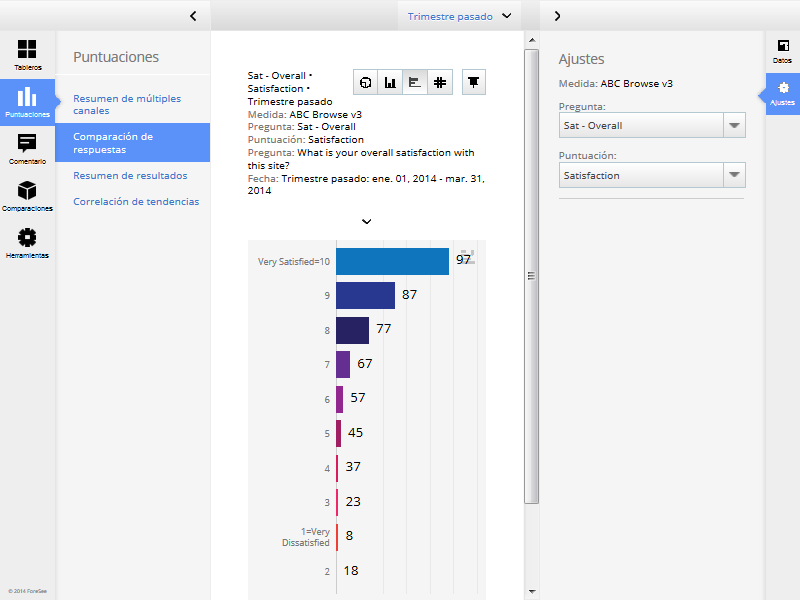 Trimestre pasado
Tableros
Puntuaciones
Comentario
Comparaciones
Herramientas
© 2014 ForeSee
Puntuaciones
Resumen de múltiples
canales
Comparación de
respuestas
Resumen de resultados
Correlación de tendencias
Sat - Overall •
Satisfaction •
Trimestre pasado
Medida: ABC Browse v3
Pregunta: Sat - Overall
Puntuación: Satisfaction
Pregunta: What is your overall satisfaction with
this site?
Fecha: Trimestre pasado: ene. 01, 2014 - mar. 31,
2014
Very Satisfied=10 97
9 87
8 77
7 67
6 57
5 45
4 37
3 23
1=Very
Dissatisfied 8
2 18
Ajustes
Medida: ABC Browse v3
Pregunta:
Sat - Overall
Puntuación:
Satisfaction
Datos
Ajustes